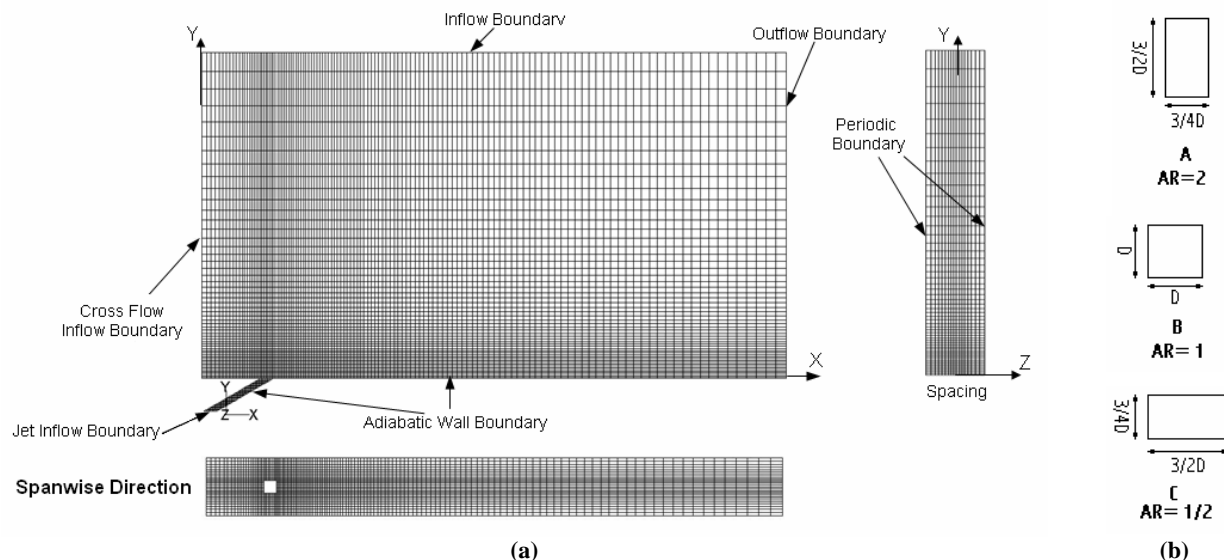 Inflow Boundary
Y
Outflow Boundary
Y
Periodic
Boundary
Cross Flow
Inflow Boundary
X
Z
Spacing
Y
Z
X
Jet Inflow Boundary
Adiabatic Wall Boundary
Spanwise Direction
(a)
3/2D
3/4D
A
AR=2
D
D
B
AR= 1
3/4D
3/2D
C
AR= 1/2
(b)